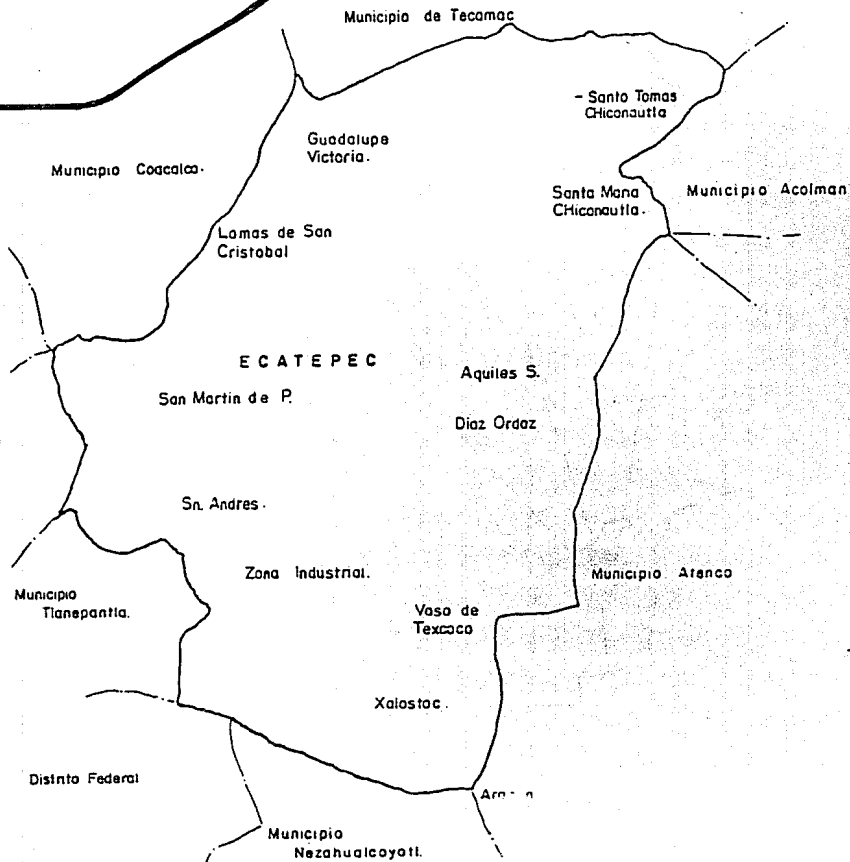 Municipio de Tecamac
- Santo Tomas
CHiconautla
Guadalupe
Victoria.
Municipio Coacalco.
Santa Maria
CHiconautla.
Municipio Acolman
Lomas de San
Cristobal
ECATEPEC
Aquiles S.
San Martin de P.
Diaz Ordaz
Sn. Andres.
Zona Industrial.
Municipio Atenco
Municipio
Tlanepantla.
Vaso de
Texcoco
Xalostoc.
Distrito Federal
Municipio
Nezahualcoyotl.